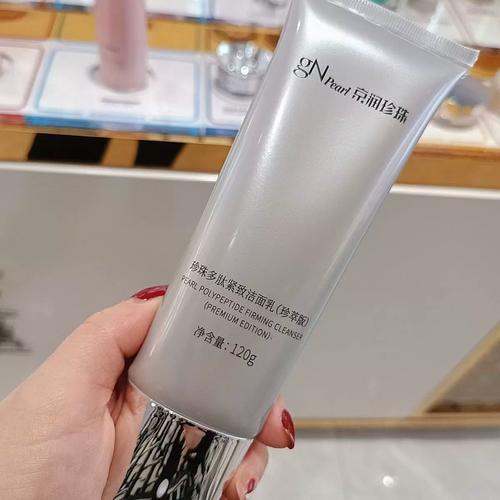 gN Pearl 京润珍珠
珍珠多肽紧致洁面乳(珍萃版)
PEARL POLYPEPTIDE FIRMING CLEANSER
(PREMIUM EDITION)
净含量:120g